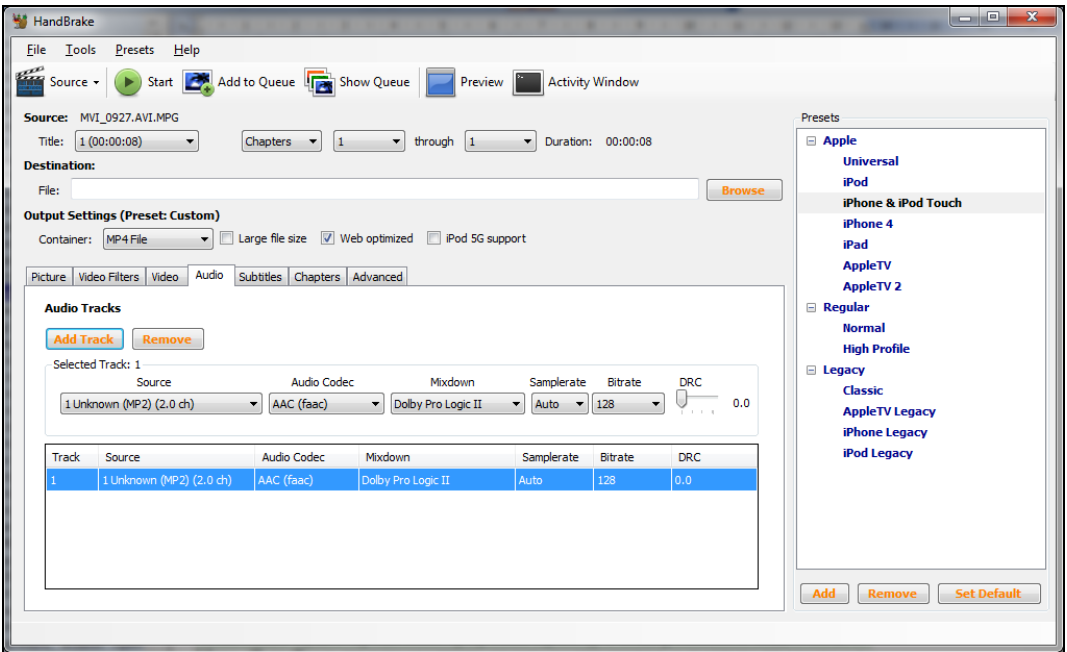 HandBrake
File Tools Presets Help
Source Start Add to Queue Show Queue Preview Activity Window
Source: MVI_0927.AVI.MPG
Title: 1 (00:00:08) Chapters 1 through 1 Duration: 00:00:08
Destination:
File: Browse
Output Settings (Preset: Custom)
Container: MP4 File Large file size Web optimized iPod 5G support
Picture Video Filters Video Audio Subtitles Chapters Advanced
Audio Tracks
Add Track Remove
Selected Track: 1
Source Audio Codec Mixdown Samplerate Bitrate DRC
1 Unknown (MP2) (2.0 ch) AAC (faac) Dolby Pro Logic II Auto 128 0.0
Track Source Audio Codec Mixdown Samplerate Bitrate DRC
1 1 Unknown (MP2) (2.0 ch) AAC (faac) Dolby Pro Logic II Auto 128 0.0
Presets
Apple
Universal
iPod
iPhone & iPod Touch
iPhone 4
iPad
AppleTV
AppleTV 2
Regular
Normal
High Profile
Legacy
Classic
AppleTV Legacy
iPhone Legacy
iPod Legacy
Add Remove Set Default